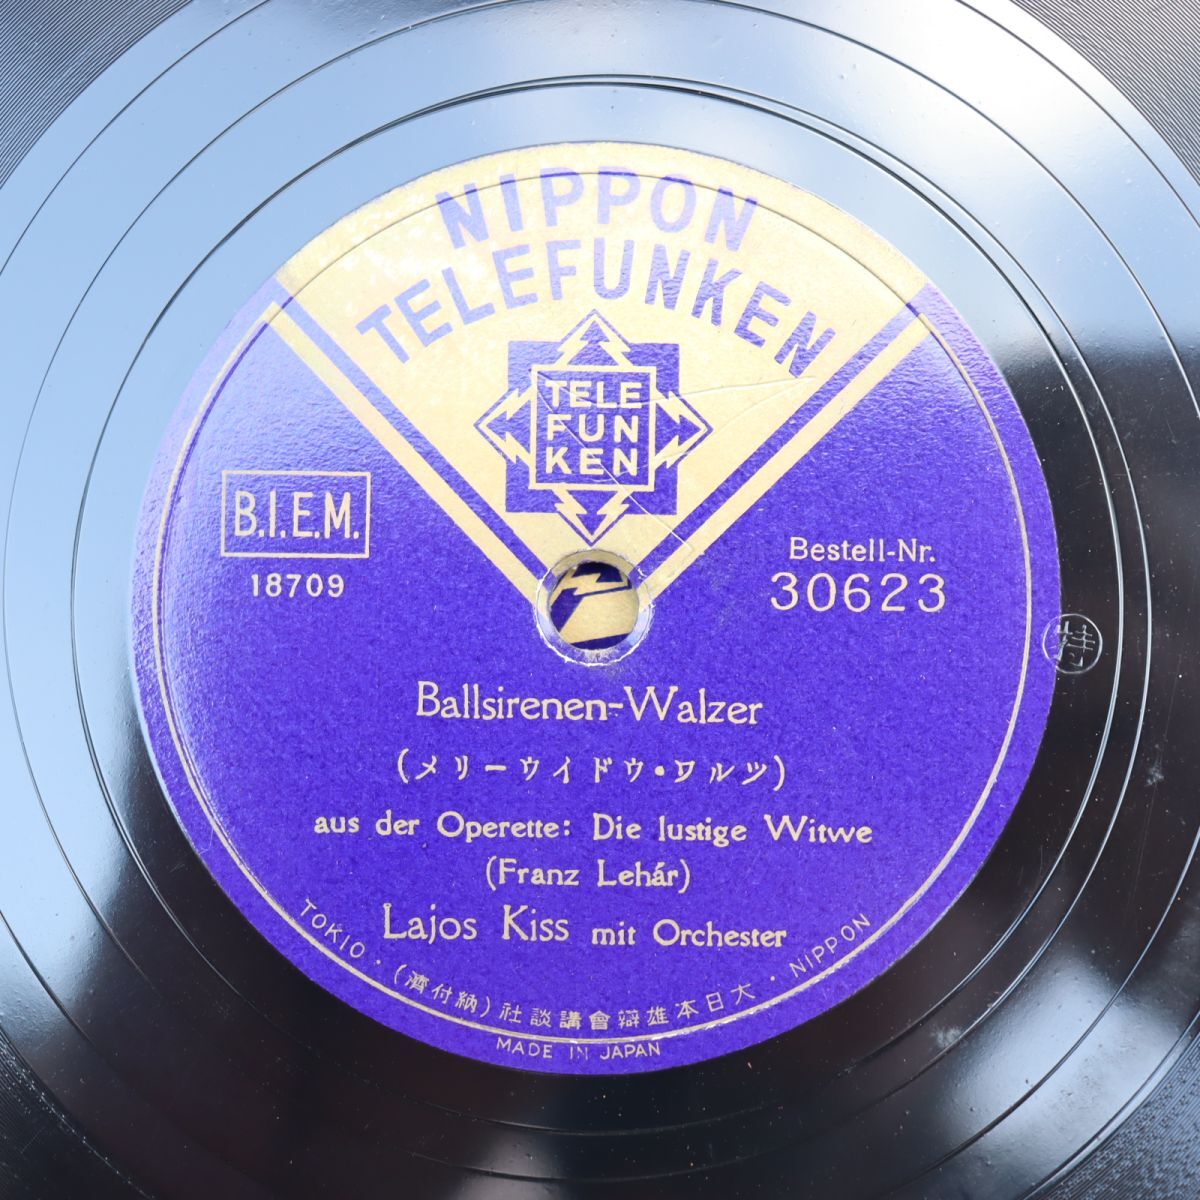 NIPPON
TELEFUNKEN
TELE
FUN
KEN
B.I.E.M.
18709
Bestell-Nr.
30623
特
Ballsirenen-Walzer
(メリーウイドウ・ワルツ)
aus der Operette: Die lustige Witwe
(Franz Lehár)
Lajos Kiss mit Orchester
TOKIO・(濟付納)社談講會辯雄本日大・NIPPON
MADE IN JAPAN